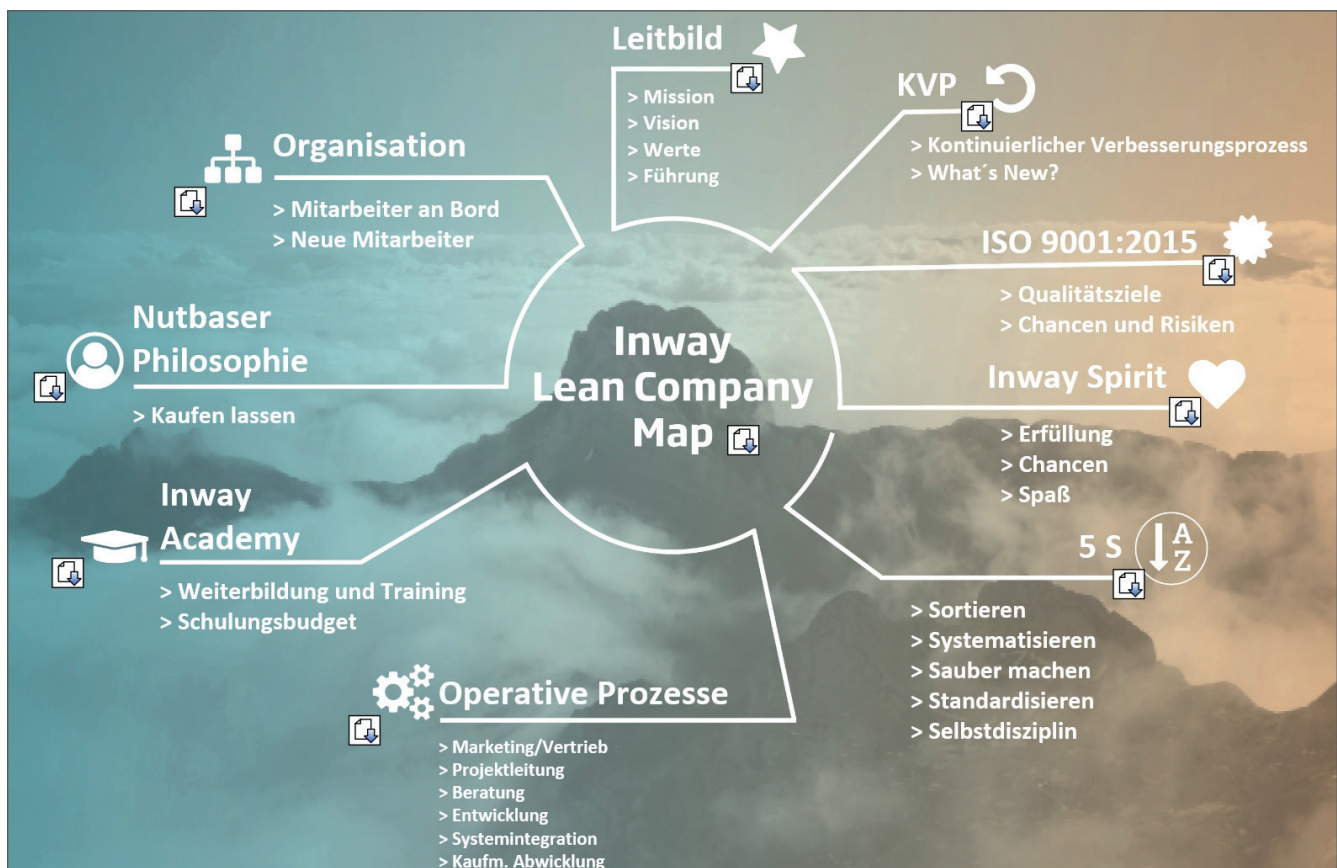 Leitbild
> Mission
> Vision
> Werte
> Führung
KVP
> Kontinuierlicher Verbesserungsprozess
> What´s New?
Organisation
> Mitarbeiter an Bord
> Neue Mitarbeiter
ISO 9001:2015
> Qualitätsziele
> Chancen und Risiken
Nutbaser
Philosophie
> Kaufen lassen
Inway
Lean Company
Map
Inway Spirit
> Erfüllung
> Chancen
> Spaß
Inway
Academy
> Weiterbildung und Training
> Schulungsbudget
5 S
A
Z
> Sortieren
> Systematisieren
> Sauber machen
> Standardisieren
> Selbstdisziplin
Operative Prozesse
> Marketing/Vertrieb
> Projektleitung
> Beratung
> Entwicklung
> Systemintegration
> Kaufm. Abwicklung